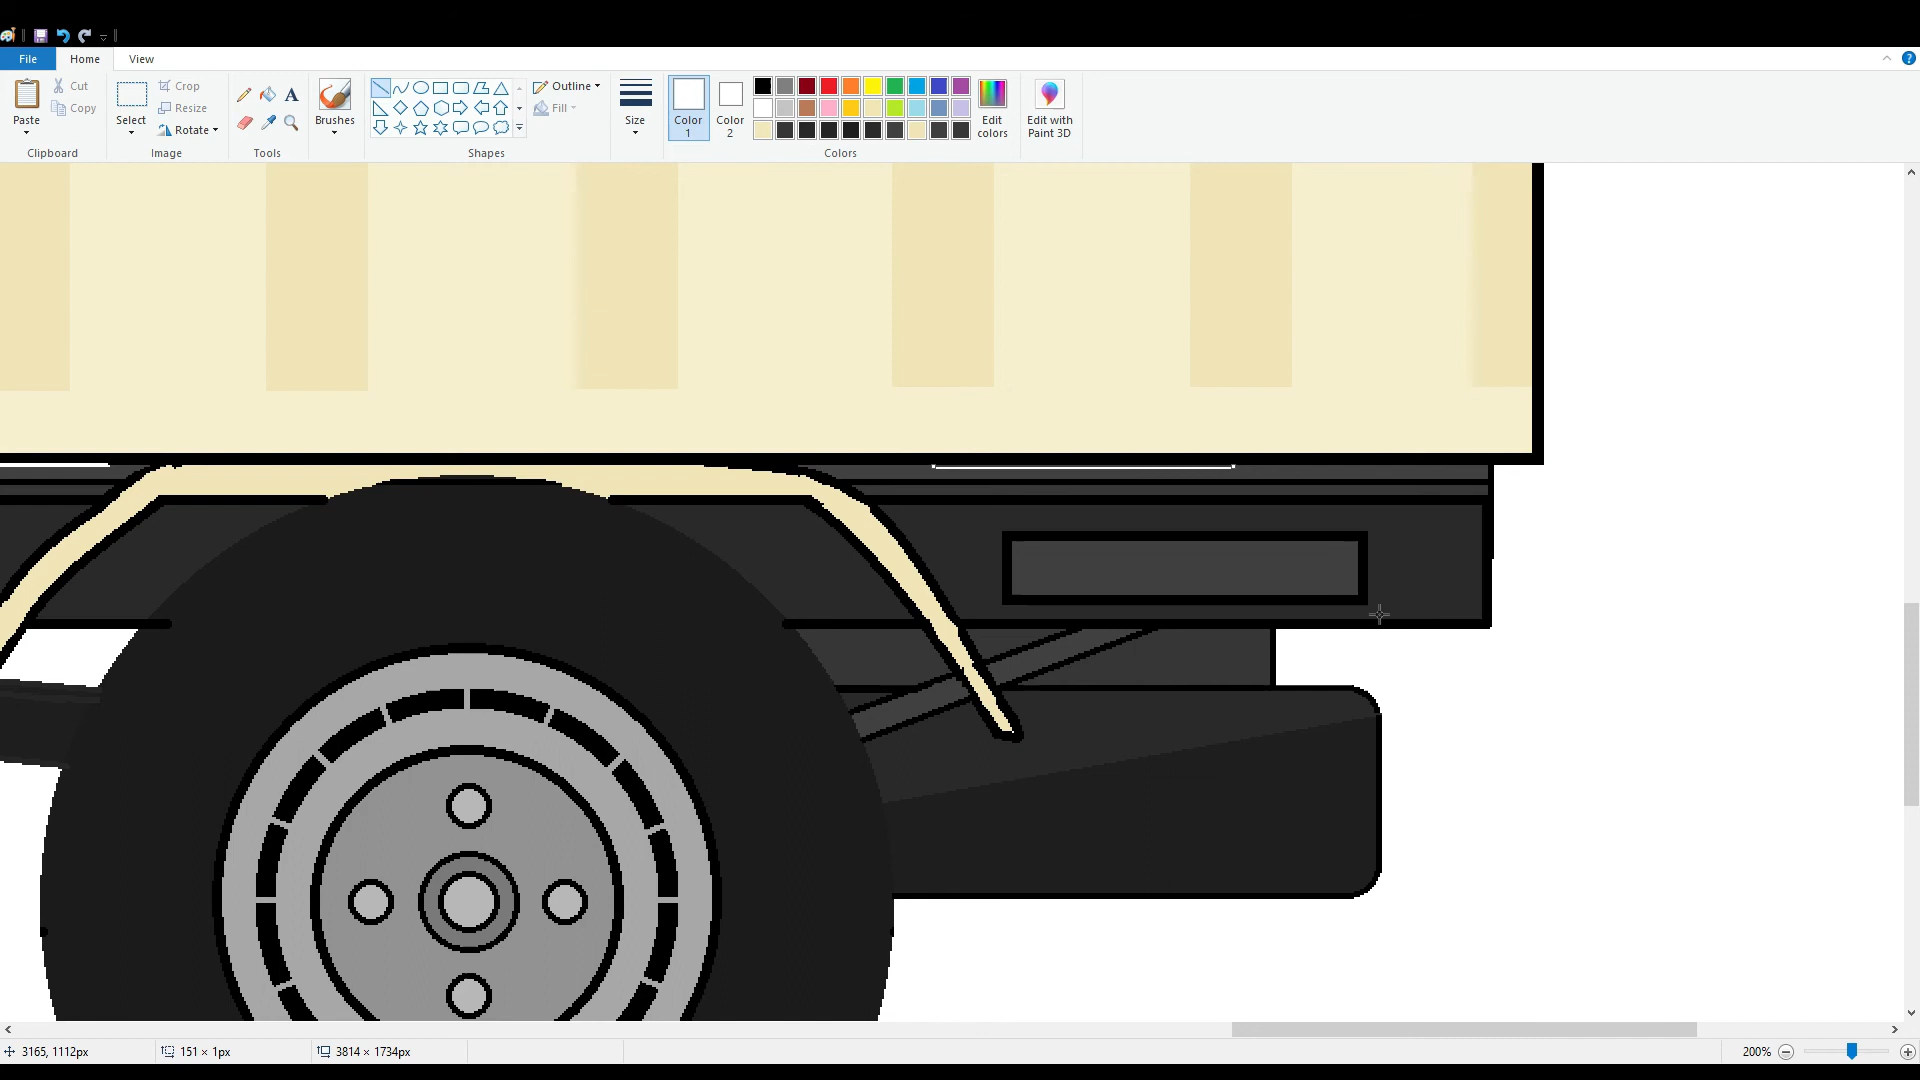 File Home View
Paste
Cut
Copy
Clipboard
Select
Crop
Resize
Rotate
Image
A
Tools
Brushes
Shapes
Outline
Fill
Size
Color
1
Color
2
Colors
Edit
colors
Edit with
Paint 3D
?
3165, 1112px 151 × 1px 3814 × 1734px 200%